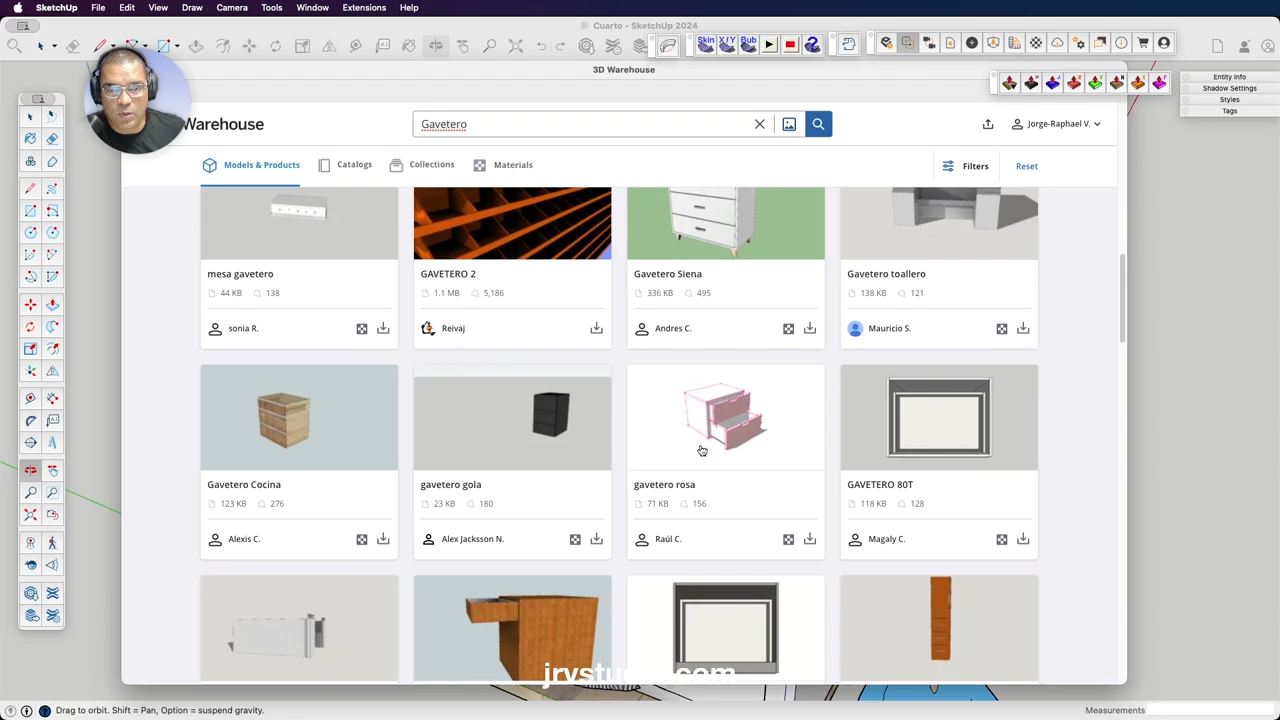 SketchUp File Edit View Draw Camera Tools Window Extensions Help
Cuarto - SketchUp 2024
Skin X/Y Bub
3D Warehouse
Entity Info
Shadow Settings
Styles
Tags
Warehouse
Gavetero
Jorge-Raphael V.
Models & Products Catalogs Collections Materials
Filters Reset
mesa gavetero
44 KB 138
sonia R.
GAVETERO 2
1.1 MB 5,186
Reivaj
Gavetero Siena
336 KB 495
Andres C.
Gavetero toallero
138 KB 121
Mauricio S.
Gavetero Cocina
123 KB 276
Alexis C.
gavetero gola
23 KB 180
Alex Jacksson N.
gavetero rosa
71 KB 156
Raúl C.
GAVETERO 80T
118 KB 128
Magaly C.
Drag to orbit. Shift = Pan, Option = suspend gravity.
Measurements